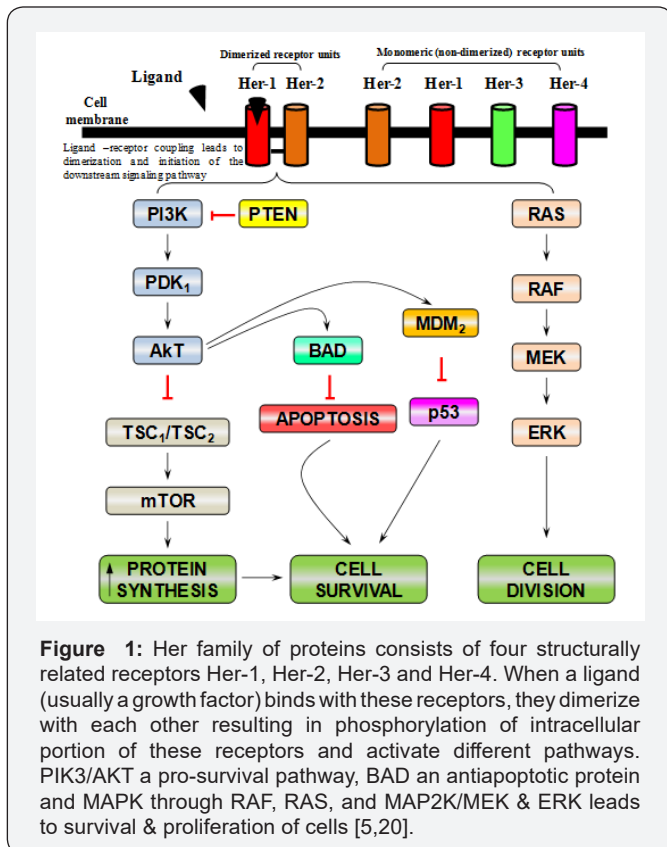 Dimerized receptor units
Monomeric (non-dimerized) receptor units
Ligand
Her-1 Her-2 Her-2 Her-1 Her-3 Her-4
Cell
membrane
Ligand –receptor coupling leads to
dimerization and initiation of the
downstream signaling pathway
PI3K PTEN RAS
PDK₁ RAF
MDM₂
AkT BAD MEK
APOPTOSIS p53
TSC₁/TSC₂ ERK
mTOR
PROTEIN
SYNTHESIS
CELL
SURVIVAL
CELL
DIVISION
Figure 1: Her family of proteins consists of four structurally
related receptors Her-1, Her-2, Her-3 and Her-4. When a ligand
(usually a growth factor) binds with these receptors, they dimerize
with each other resulting in phosphorylation of intracellular
portion of these receptors and activate different pathways.
PIK3/AKT a pro-survival pathway, BAD an antiapoptotic protein
and MAPK through RAF, RAS, and MAP2K/MEK & ERK leads
to survival & proliferation of cells [5,20].